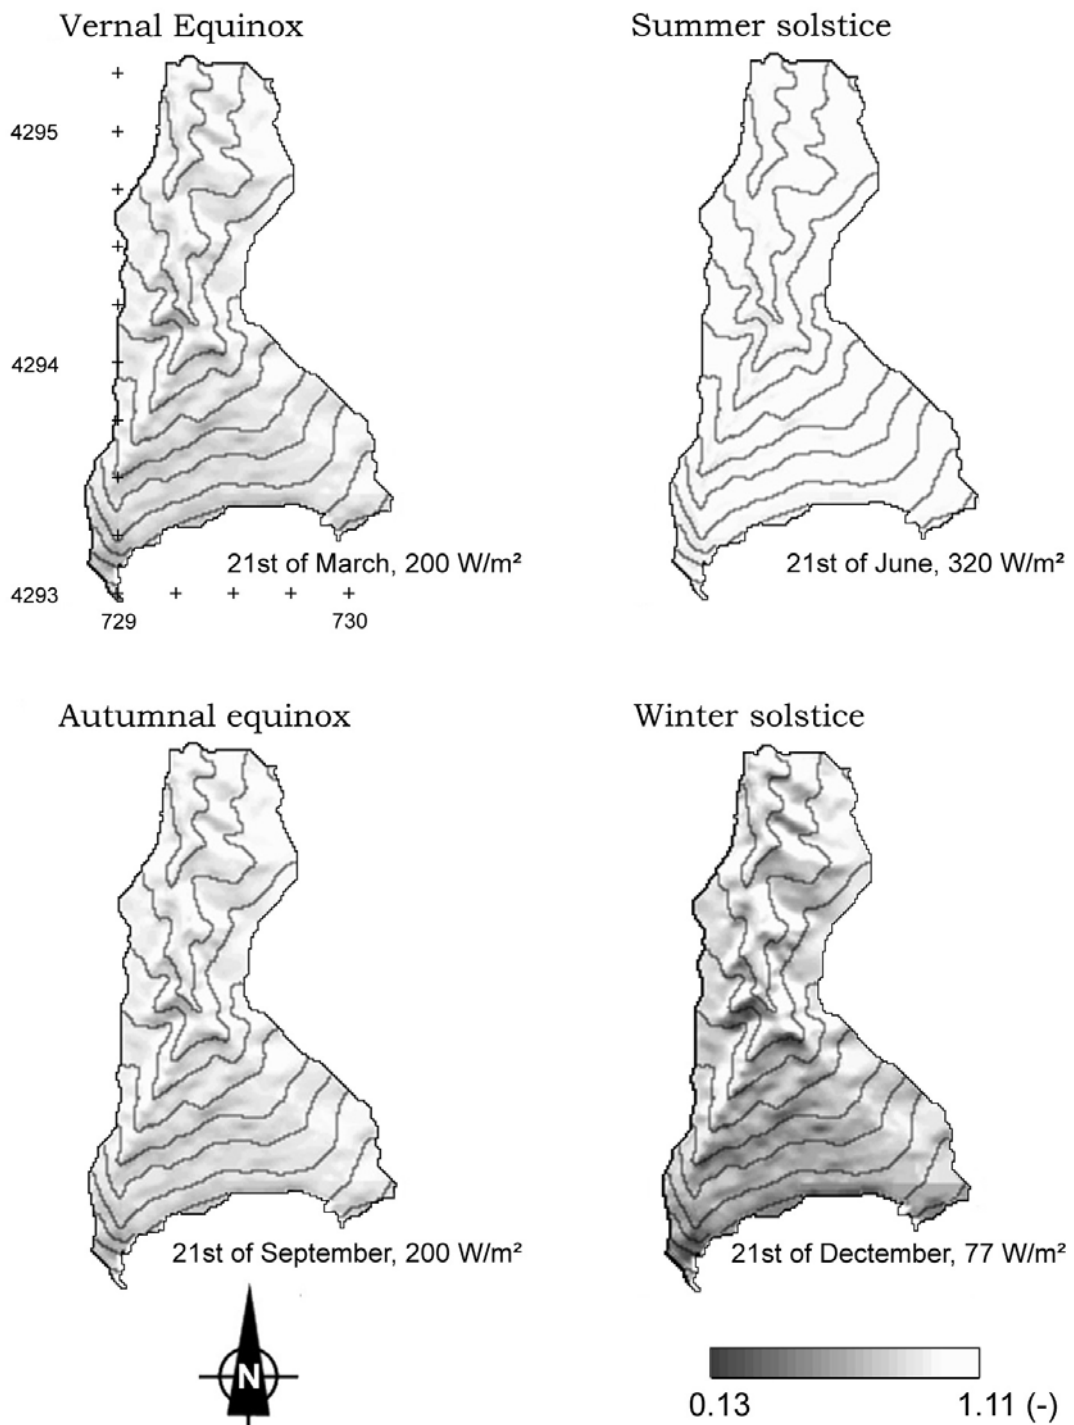 Vernal Equinox
Summer solstice
4295
4294
21st of March, 200 W/m²
21st of June, 320 W/m²
4293
729
730
Autumnal equinox
Winter solstice
21st of September, 200 W/m²
21st of Dectember, 77 W/m²
N
0.13
1.11 (-)